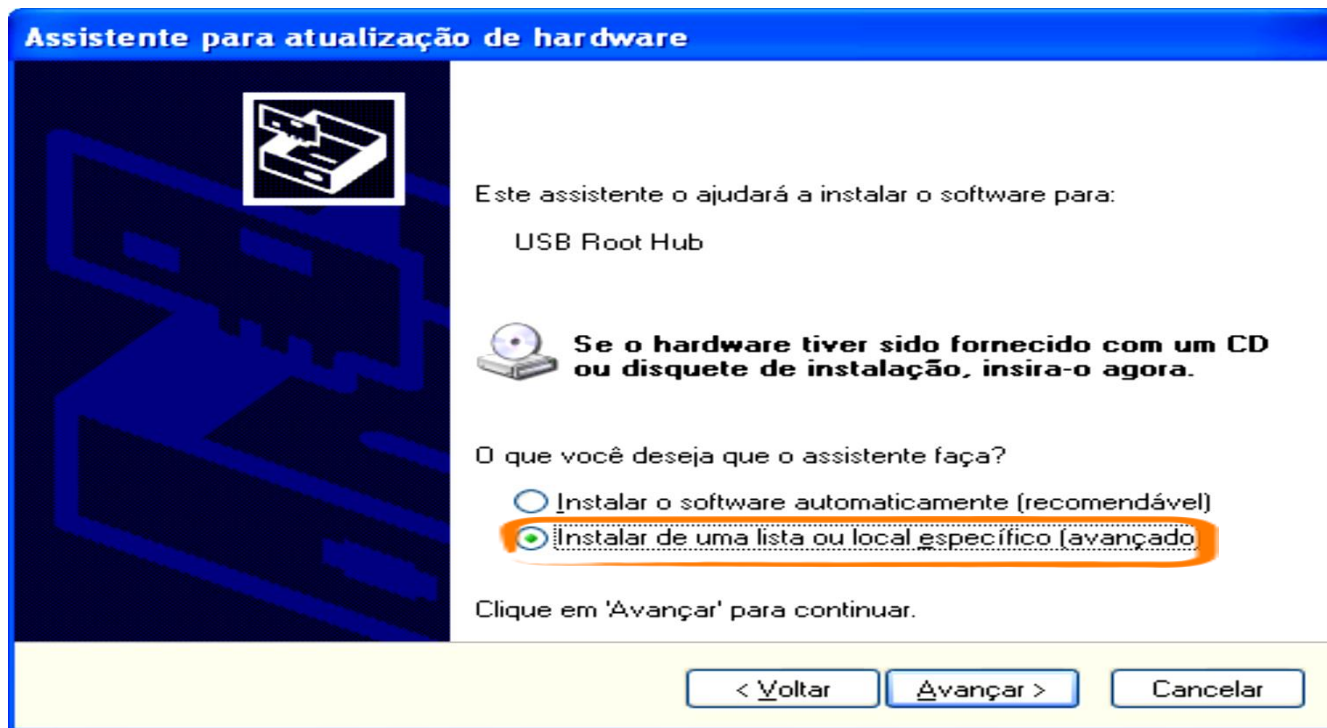 Assistente para atualização de hardware
Este assistente o ajudará a instalar o software para:
USB Root Hub
Se o hardware tiver sido fornecido com um CD
ou disquete de instalação, insira-o agora.
O que você deseja que o assistente faça?
Instalar o software automaticamente (recomendável)
Instalar de uma lista ou local específico (avançado
Clique em 'Avançar' para continuar.
< Voltar Avançar > Cancelar